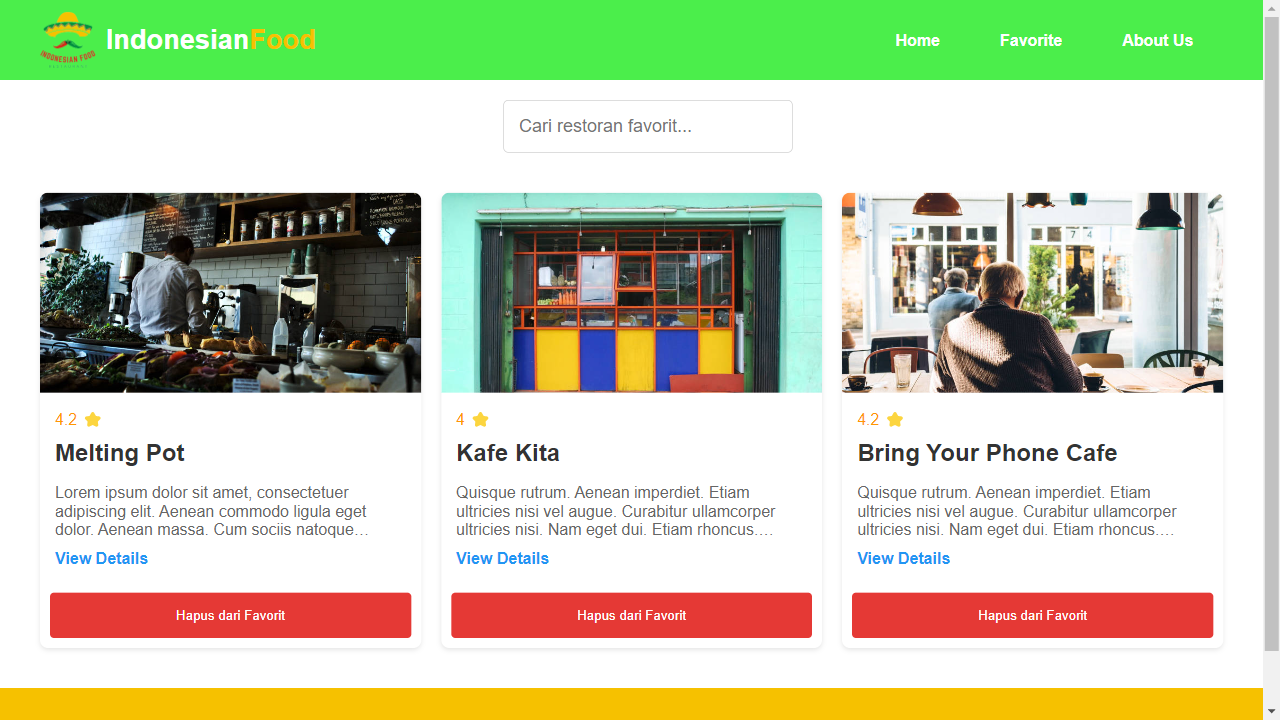 INDONESIAN FOOD
IndonesianFood
Home
Favorite
About Us
Cari restoran favorit...
4.2
Melting Pot
Lorem ipsum dolor sit amet, consectetuer
adipiscing elit. Aenean commodo ligula eget
dolor. Aenean massa. Cum sociis natoque...
View Details
Hapus dari Favorit
4
Kafe Kita
Quisque rutrum. Aenean imperdiet. Etiam
ultricies nisi vel augue. Curabitur ullamcorper
ultricies nisi. Nam eget dui. Etiam rhoncus....
View Details
Hapus dari Favorit
7 4
4.2
Bring Your Phone Cafe
Quisque rutrum. Aenean imperdiet. Etiam
ultricies nisi vel augue. Curabitur ullamcorper
ultricies nisi. Nam eget dui. Etiam rhoncus....
View Details
Hapus dari Favorit